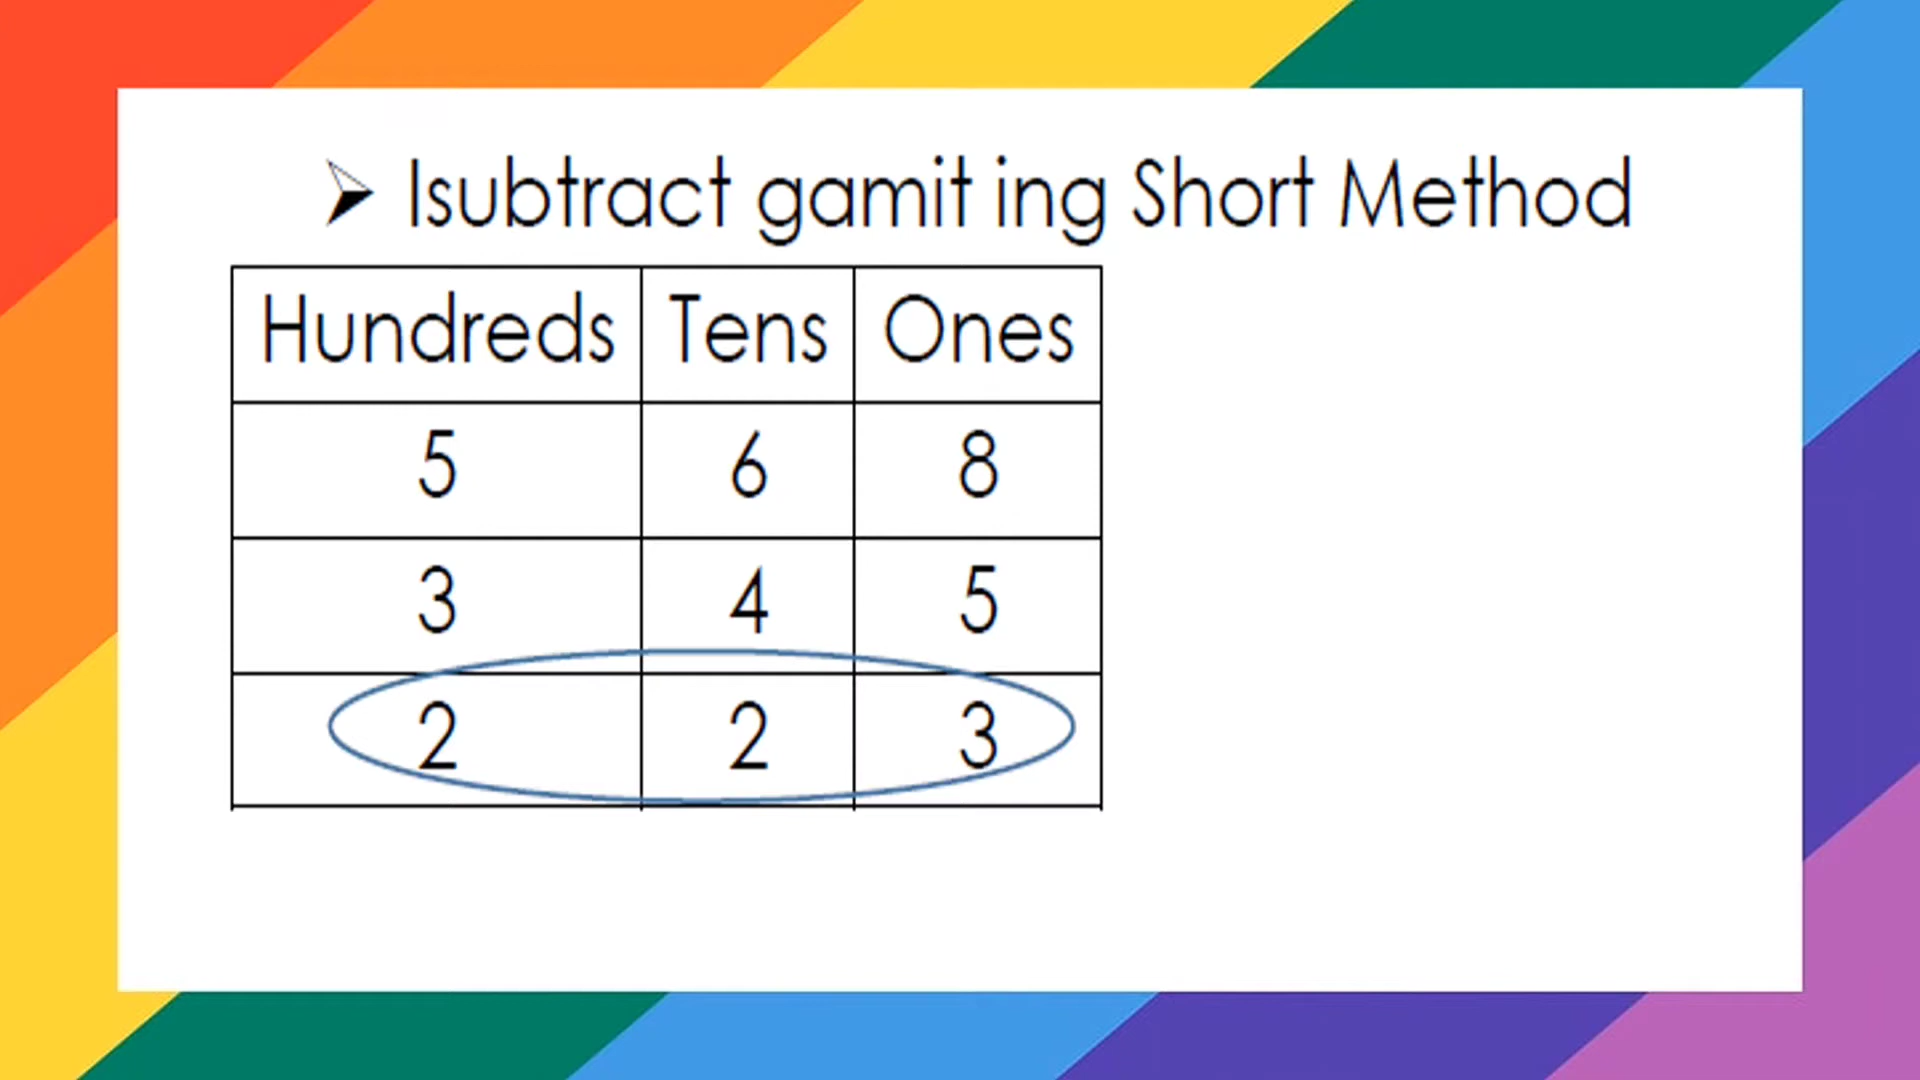 Isubtract gamit ing Short Method
Hundreds Tens Ones
5 6 8
3 4 5
2 2 3